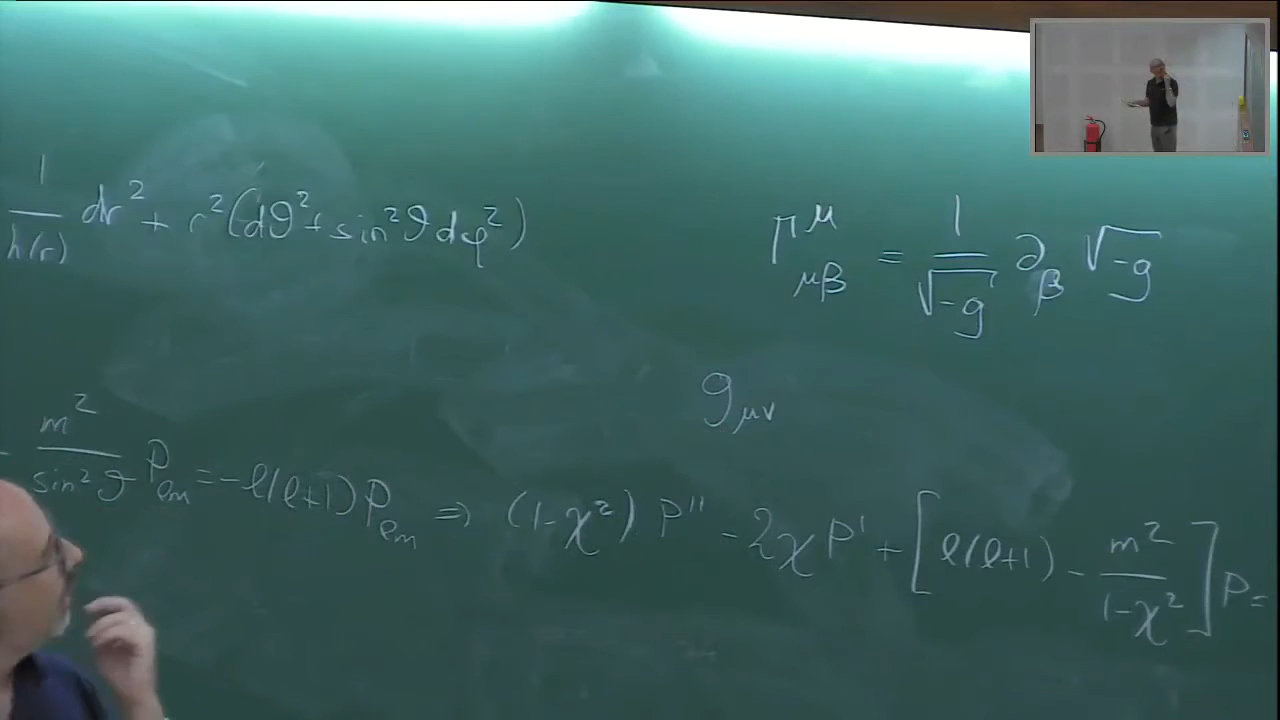 1/h(r) dr² + r²(dϑ² + sin²ϑ dφ²)
Γ^μ_μβ = 1/√-g ∂_β √-g
g_μν
- m²/sin²ϑ P_ℓm = -ℓ(ℓ+1) P_ℓm ⇒ (1-χ²) P'' - 2χP' + [ℓ(ℓ+1) - m²/1-χ²] P =